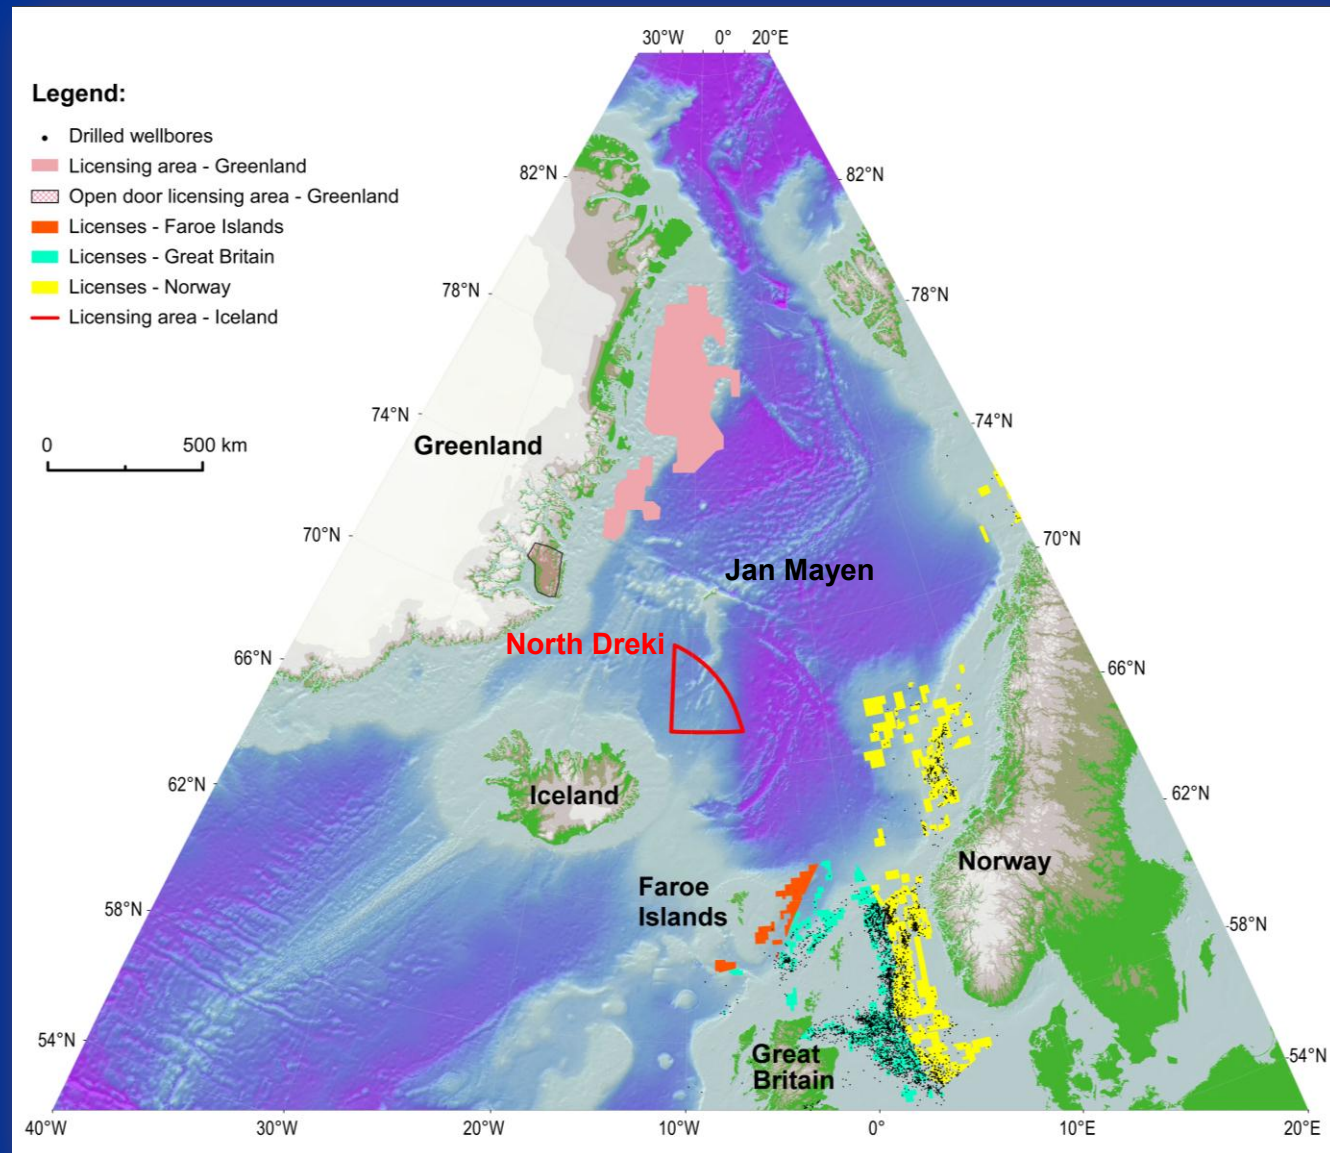 30°W 0° 20°E
Legend:
Drilled wellbores
Licensing area - Greenland
Open door licensing area - Greenland
Licenses - Faroe Islands
Licenses - Great Britain
Licenses - Norway
Licensing area - Iceland
82°N
82°N
78°N
78°N
74°N
74°N
0 500 km
Greenland
70°N
70°N
Jan Mayen
North Dreki
66°N
66°N
62°N
62°N
Iceland
Norway
Faroe
Islands
58°N
58°N
54°N
54°N
Great
Britain
40°W 30°W 20°W 10°W 0° 10°E 20°E